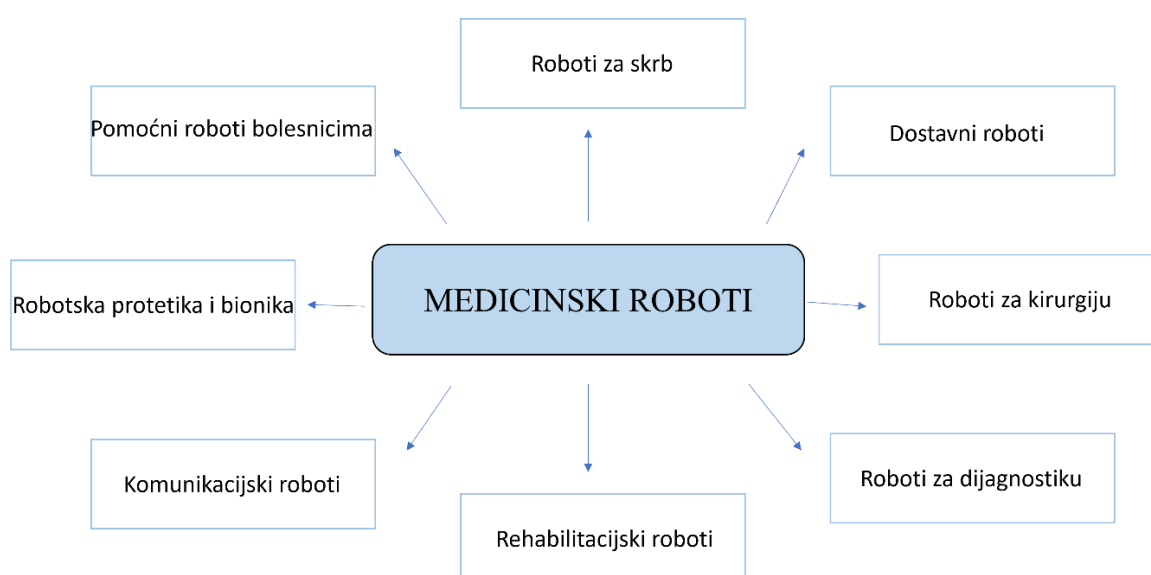 Roboti za skrb
Pomoćni roboti bolesnicima
Dostavni roboti
Robotska protetika i bionika
MEDICINSKI ROBOTI
Roboti za kirurgiju
Komunikacijski roboti
Roboti za dijagnostiku
Rehabilitacijski roboti